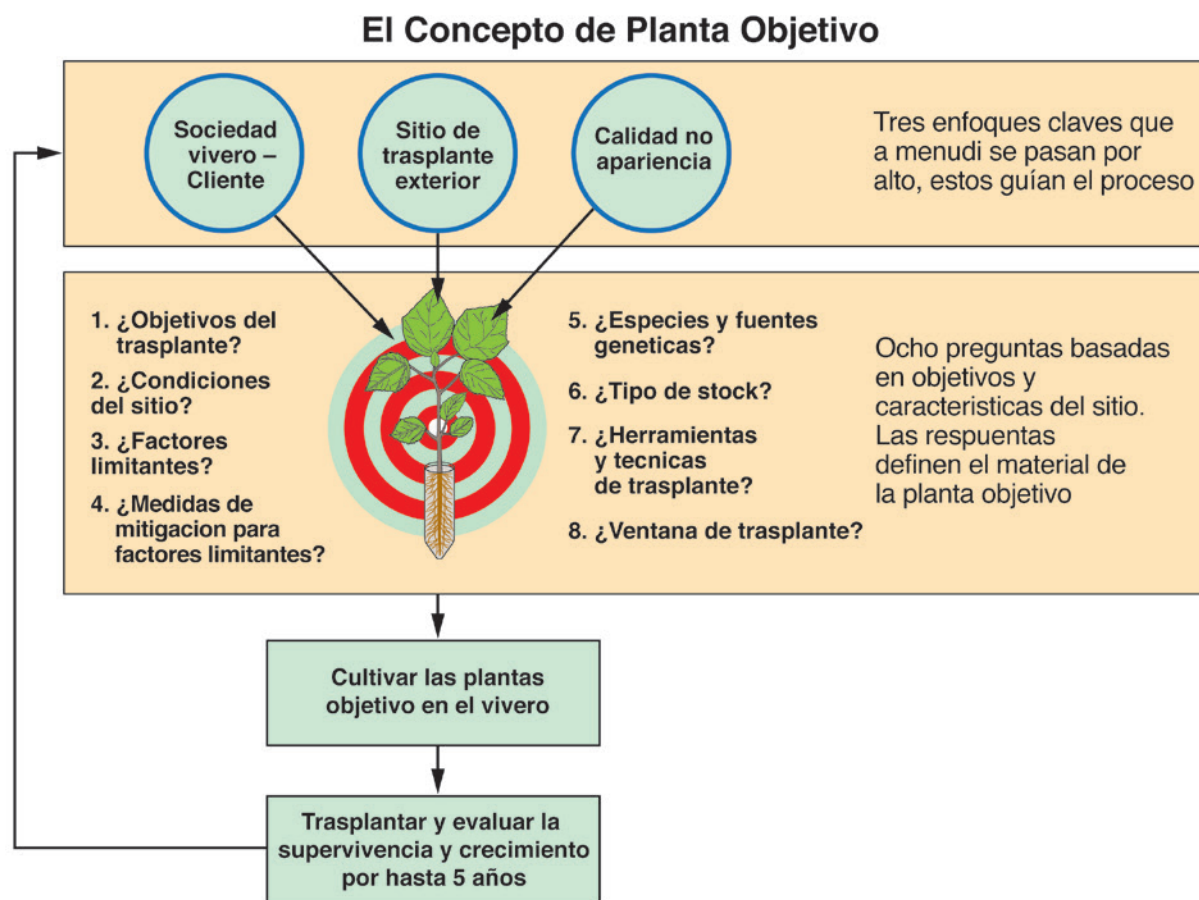 El Concepto de Planta Objetivo
Sociedad
vivero –
Cliente
Sitio de
trasplante
exterior
Calidad no
apariencia
Tres enfoques claves que
a menudi se pasan por
alto, estos guían el proceso
1. ¿Objetivos del
trasplante?
2. ¿Condiciones
del sitio?
3. ¿Factores
limitantes?
4. ¿Medidas de
mitigacion para
factores limitantes?
5. ¿Especies y fuentes
geneticas?
6. ¿Tipo de stock?
7. ¿Herramientas
y tecnicas
de trasplante?
8. ¿Ventana de trasplante?
Ocho preguntas basadas
en objetivos y
caracteristicas del sitio.
Las respuentas
definen el material de
la planta objetivo
Cultivar las plantas
objetivo en el vivero
Trasplantar y evaluar la
supervivencia y crecimiento
por hasta 5 años